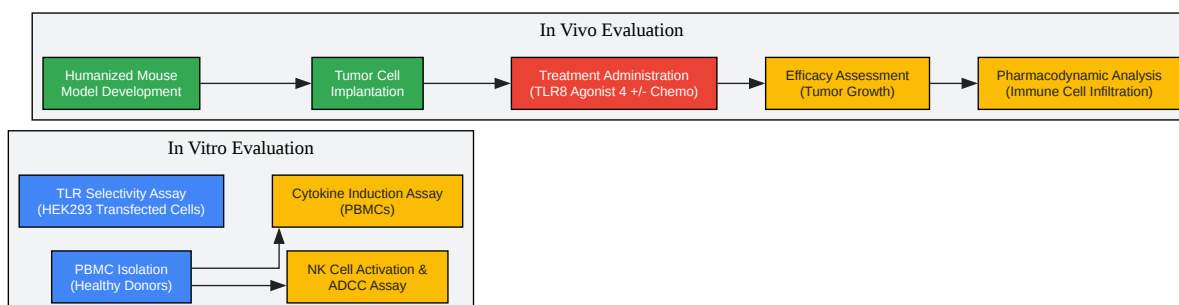 In Vivo Evaluation
Humanized Mouse
Model Development
Tumor Cell
Implantation
Treatment Administration
(TLR8 Agonist 4 +/- Chemo)
Efficacy Assessment
(Tumor Growth)
Pharmacodynamic Analysis
(Immune Cell Infiltration)
In Vitro Evaluation
TLR Selectivity Assay
(HEK293 Transfected Cells)
Cytokine Induction Assay
(PBMCs)
PBMC Isolation
(Healthy Donors)
NK Cell Activation &
ADCC Assay